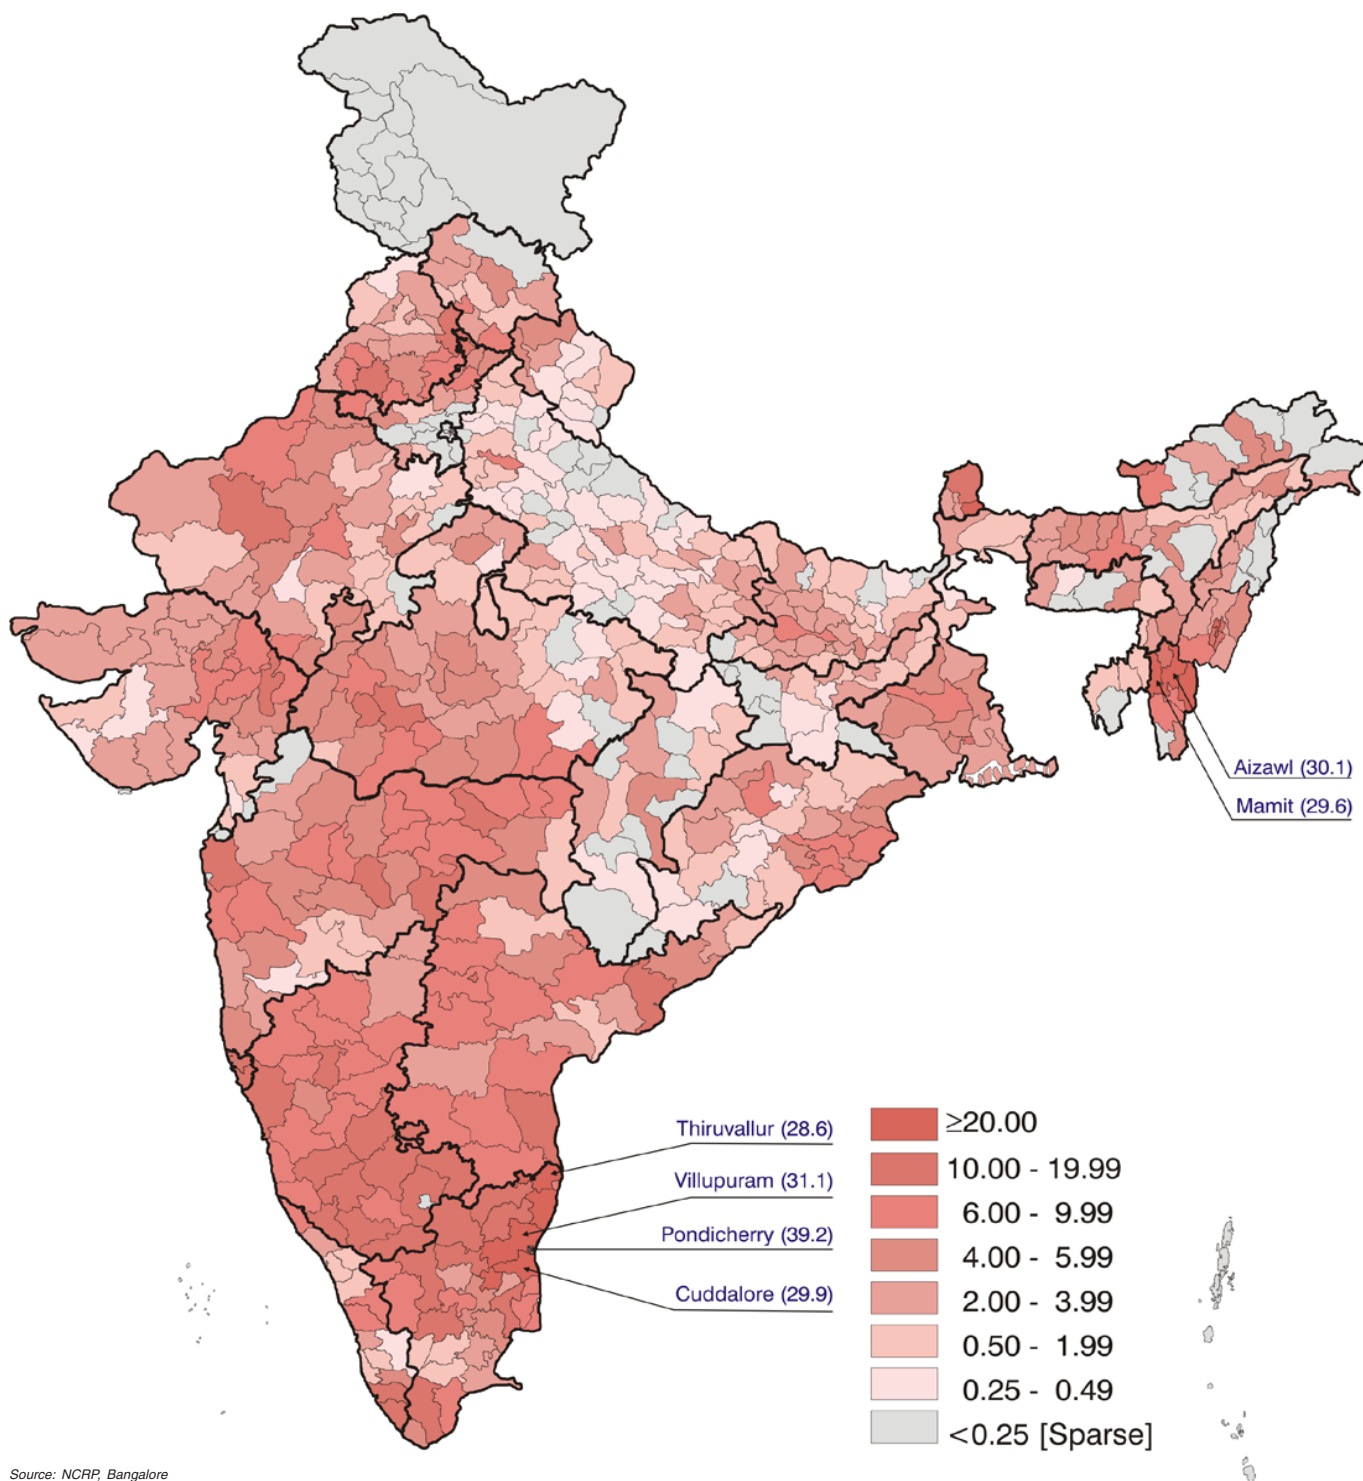 Aizawl (30.1)
Mamit (29.6)
Thiruvallur (28.6)
Villupuram (31.1)
Pondicherry (39.2)
Cuddalore (29.9)
≥20.00
10.00 - 19.99
6.00 - 9.99
4.00 - 5.99
2.00 - 3.99
0.50 - 1.99
0.25 - 0.49
<0.25 [Sparse]
Source: NCRP, Bangalore